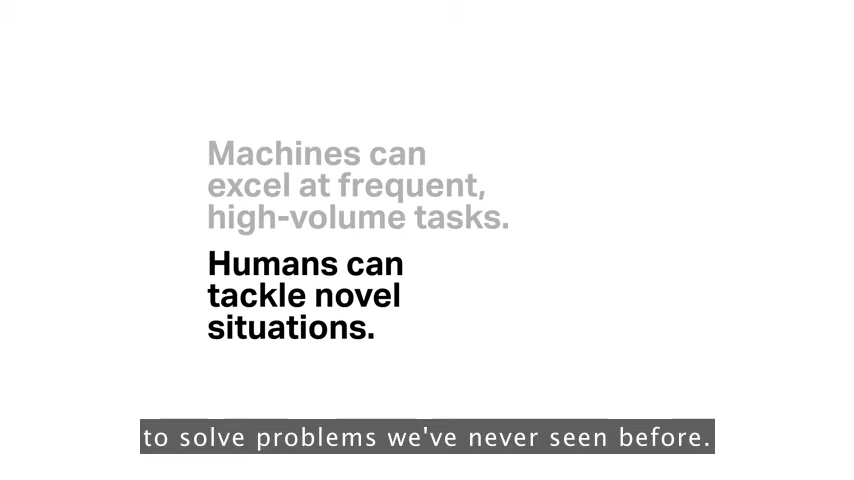 Machines can
excel at frequent,
high-volume tasks.
Humans can
tackle novel
situations.
to solve problems we've never seen before.